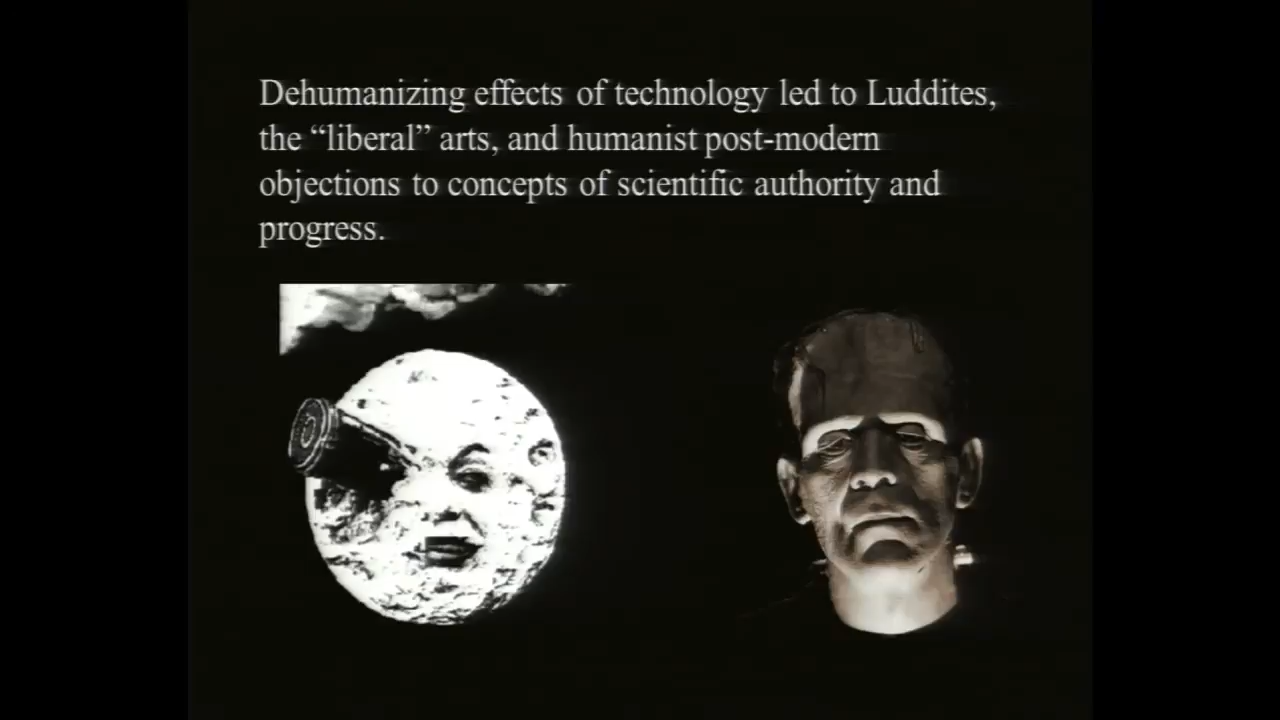 Dehumanizing effects of technology led to Luddites,
the “liberal” arts, and humanist post-modern
objections to concepts of scientific authority and
progress.